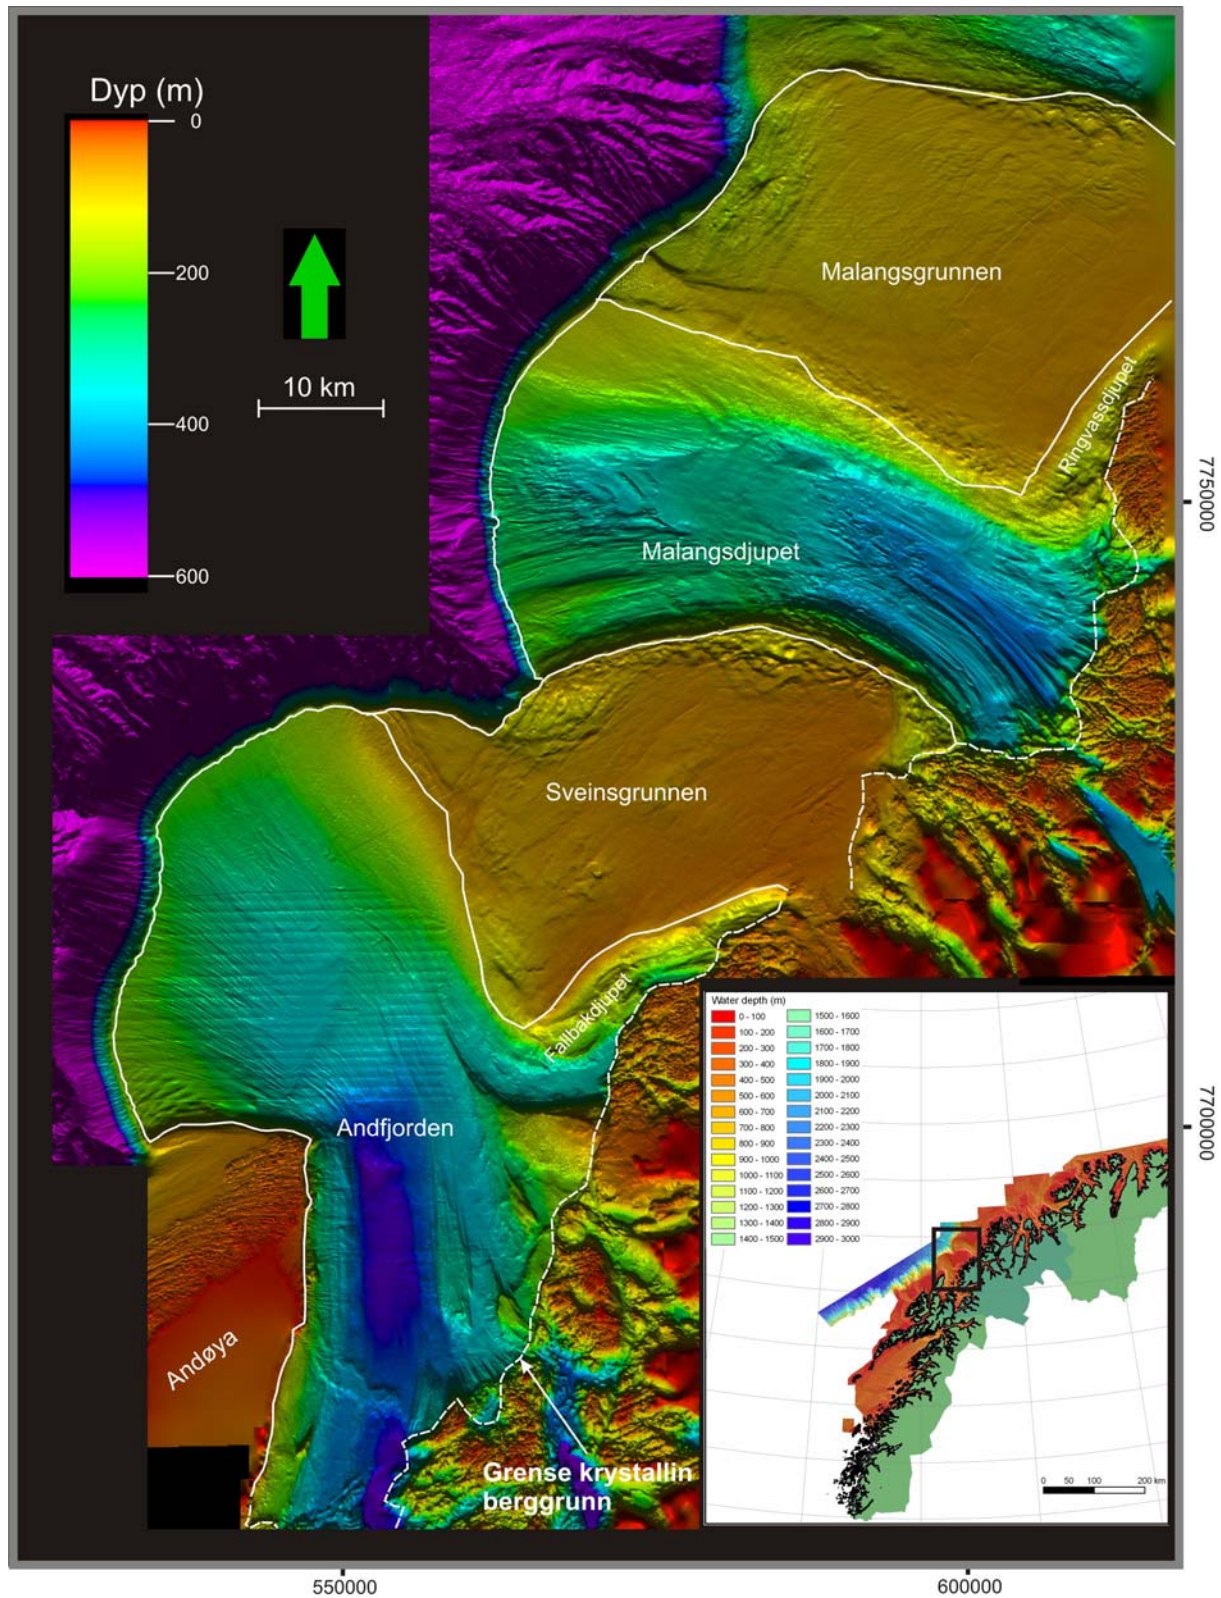 Dyp (m)
0
200
400
600
10 km
Malangsgrunnen
Ringvassdjupet
Malangsdjupet
Sveinsgrunnen
Fallbakdjupet
Andfjorden
Andøya
Grense krystallin
berggrunn
7750000
7700000
550000
600000
Water depth (m)
0 - 100
100 - 200
200 - 300
300 - 400
400 - 500
500 - 600
600 - 700
700 - 800
800 - 900
900 - 1000
1000 - 1100
1100 - 1200
1200 - 1300
1300 - 1400
1400 - 1500
1500 - 1600
1600 - 1700
1700 - 1800
1800 - 1900
1900 - 2000
2000 - 2100
2100 - 2200
2200 - 2300
2300 - 2400
2400 - 2500
2500 - 2600
2600 - 2700
2700 - 2800
2800 - 2900
2900 - 3000
0 50 100 200 km